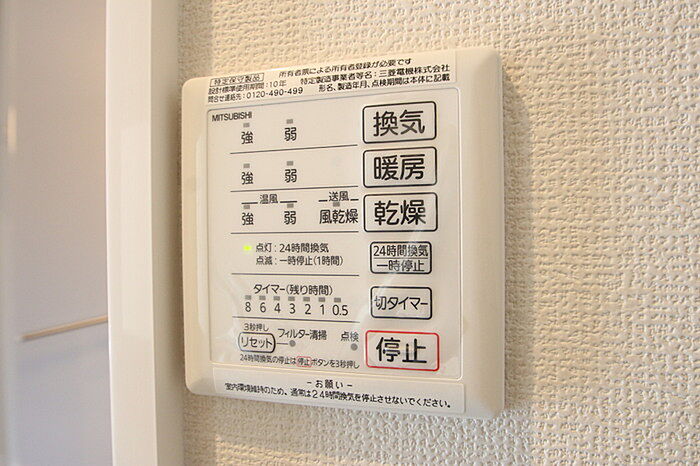 特定保守製品 所有者票による所有者登録が必要です
設計標準使用期間:10年 特定製造事業者等名:三菱電機株式会社
問合せ連絡先:0120-490-499 形名、製造年月、点検期間は本体に記載
MITSUBISHI
強 弱 換気
強 弱 暖房
温風 送風
強 弱 風乾燥 乾燥
点灯:24時間換気
点滅:一時停止(1時間)
24時間換気
一時停止
タイマー(残り時間)
8 6 4 3 2 1 0.5
切タイマー
3秒押し
リセット フィルター清掃 点検
停止
24時間換気の停止は停止ボタンを3秒押し
-お願い-
室内環境維持のため、通常は24時間換気を停止させないでください。